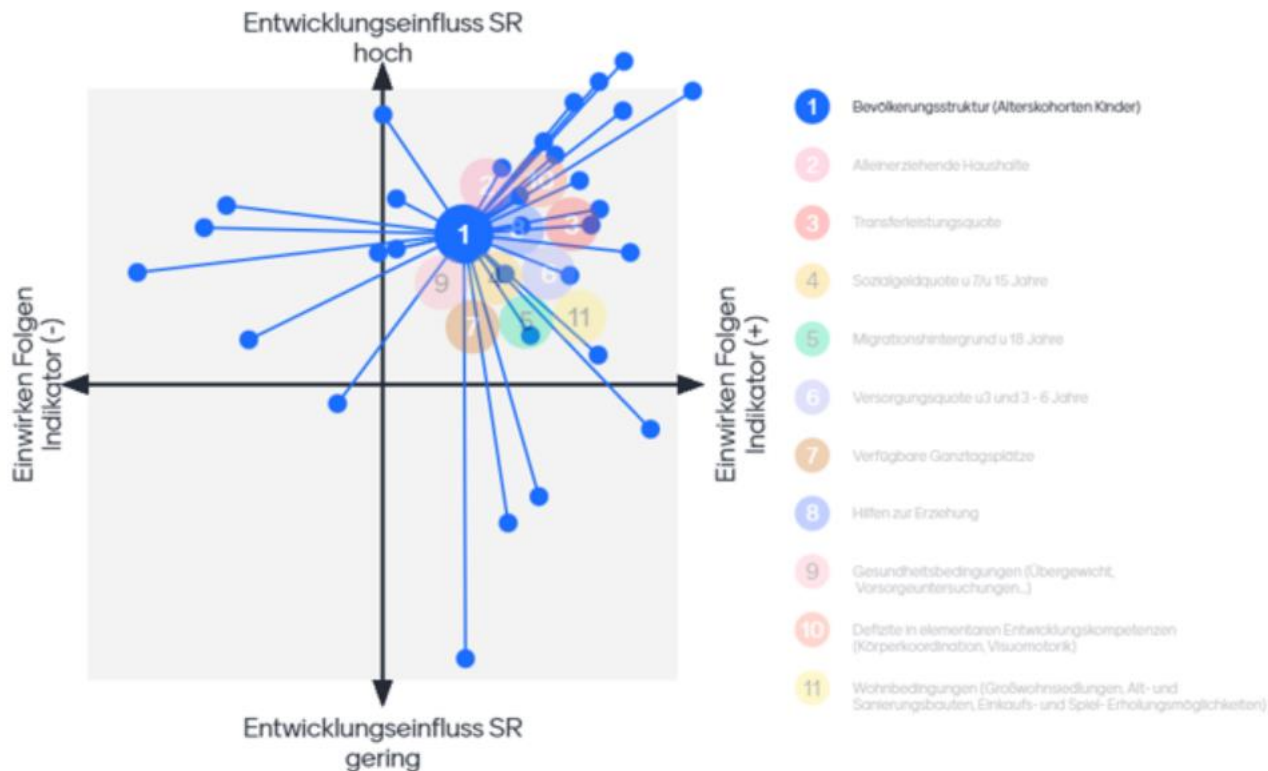 Entwicklungseinfluss SR
hoch
Einwirken Folgen
Indikator (-)
Einwirken Folgen
Indikator (+)
Entwicklungseinfluss SR
gering
1
2
10
8
3
9
4
6
7
5
11
1 Bevölkerungsstruktur (Alterskohorten Kinder)
2 Alleinerziehende Haushalte
3 Transferleistungsquote
4 Sozialgeldquote u 7/u 15 Jahre
5 Migrationshintergrund u 18 Jahre
6 Versorgungsquote u3 und 3 - 6 Jahre
7 Verfügbare Ganztagsplätze
8 Hilfen zur Erziehung
9 Gesundheitsbedingungen (Übergewicht,
Vorsorgeuntersuchungen...)
10 Defizite in elementaren Entwicklungskompetenzen
(Körperkoordination, Visuomotorik)
11 Wohnbedingungen (Großwohnsiedlungen, Alt- und
Sanierungsbauten, Einkaufs- und Spiel- Erholungsmöglichkeiten)